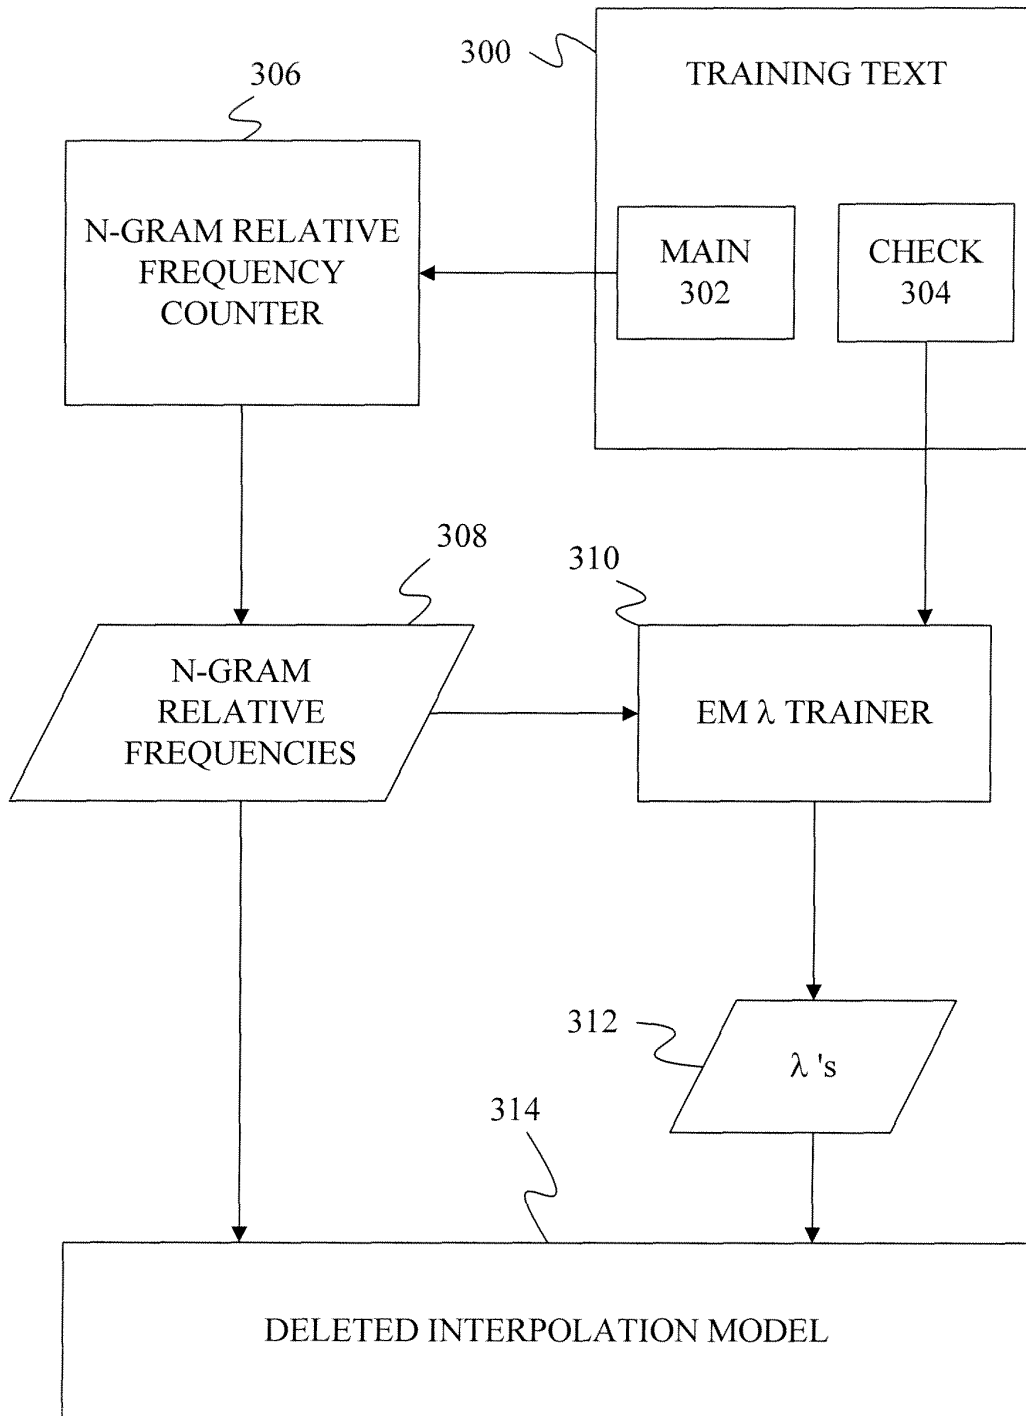 300
TRAINING TEXT
306
N-GRAM RELATIVE
FREQUENCY
COUNTER
MAIN
302
CHECK
304
308
310
N-GRAM
RELATIVE
FREQUENCIES
EM λ TRAINER
312
λ 's
314
DELETED INTERPOLATION MODEL